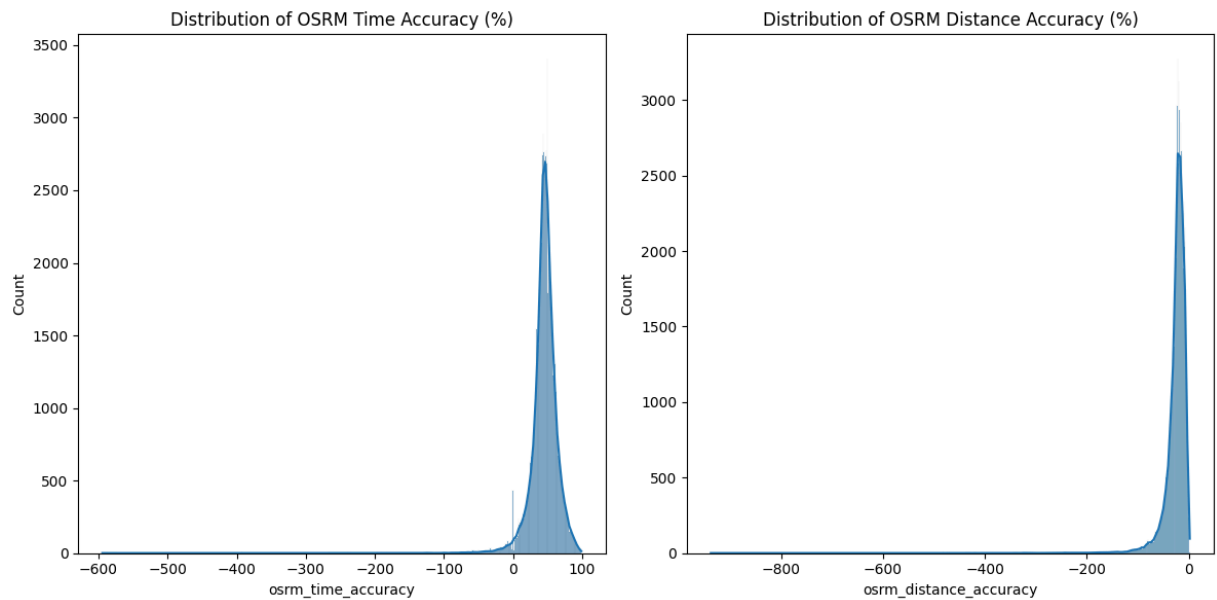 Distribution of OSRM Time Accuracy (%)
Count
3500
3000
2500
2000
1500
1000
500
0
−600 −500 −400 −300 −200 −100 0 100
osrm_time_accuracy
Distribution of OSRM Distance Accuracy (%)
Count
3000
2500
2000
1500
1000
500
0
−800 −600 −400 −200 0
osrm_distance_accuracy